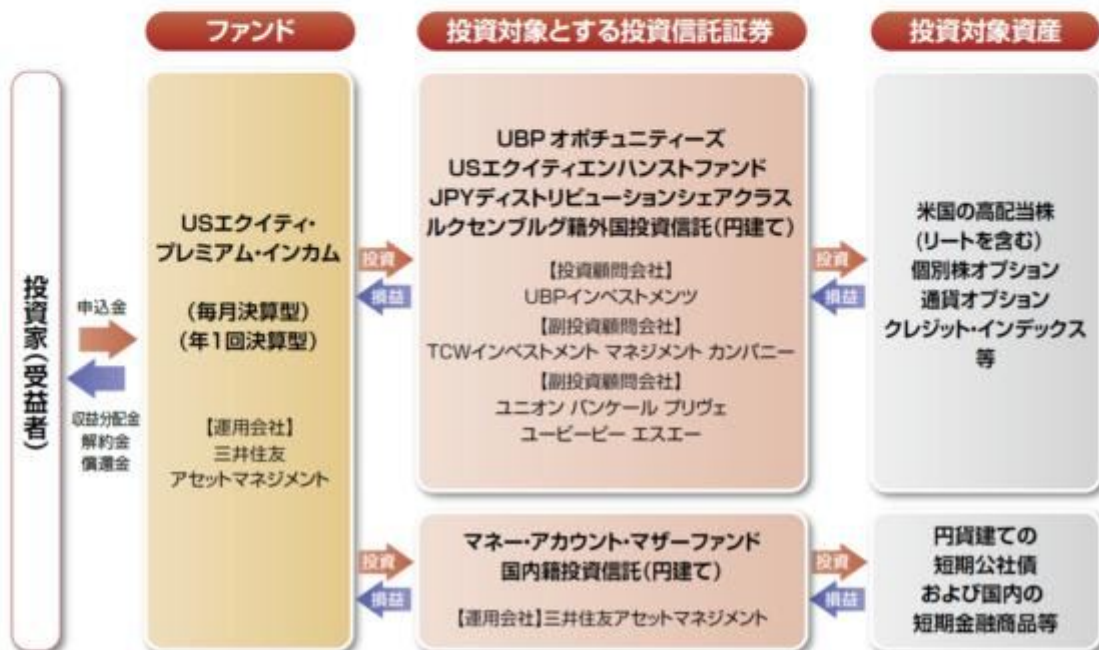 ファンド
投資対象とする投資信託証券
投資対象資産
投資家(受益者)
申込金
収益分配金
解約金
償還金
USエクイティ・
プレミアム・インカム
(毎月決算型)
(年1回決算型)
【運用会社】
三井住友
アセットマネジメント
投資
損益
UBP オポチュニティーズ
USエクイティエンハンストファンド
JPYディストリビューションシェアクラス
ルクセンブルグ籍外国投資信託(円建て)
【投資顧問会社】
UBPインベストメンツ
【副投資顧問会社】
TCWインベストメント マネジメント カンパニー
【副投資顧問会社】
ユニオン バンケール プリヴェ
ユービーピー エスエー
投資
損益
米国の高配当株
(リートを含む)
個別株オプション
通貨オプション
クレジット・インデックス
等
投資
損益
マネー・アカウント・マザーファンド
国内籍投資信託(円建て)
【運用会社】三井住友アセットマネジメント
投資
損益
円貨建ての
短期公社債
および国内の
短期金融商品等